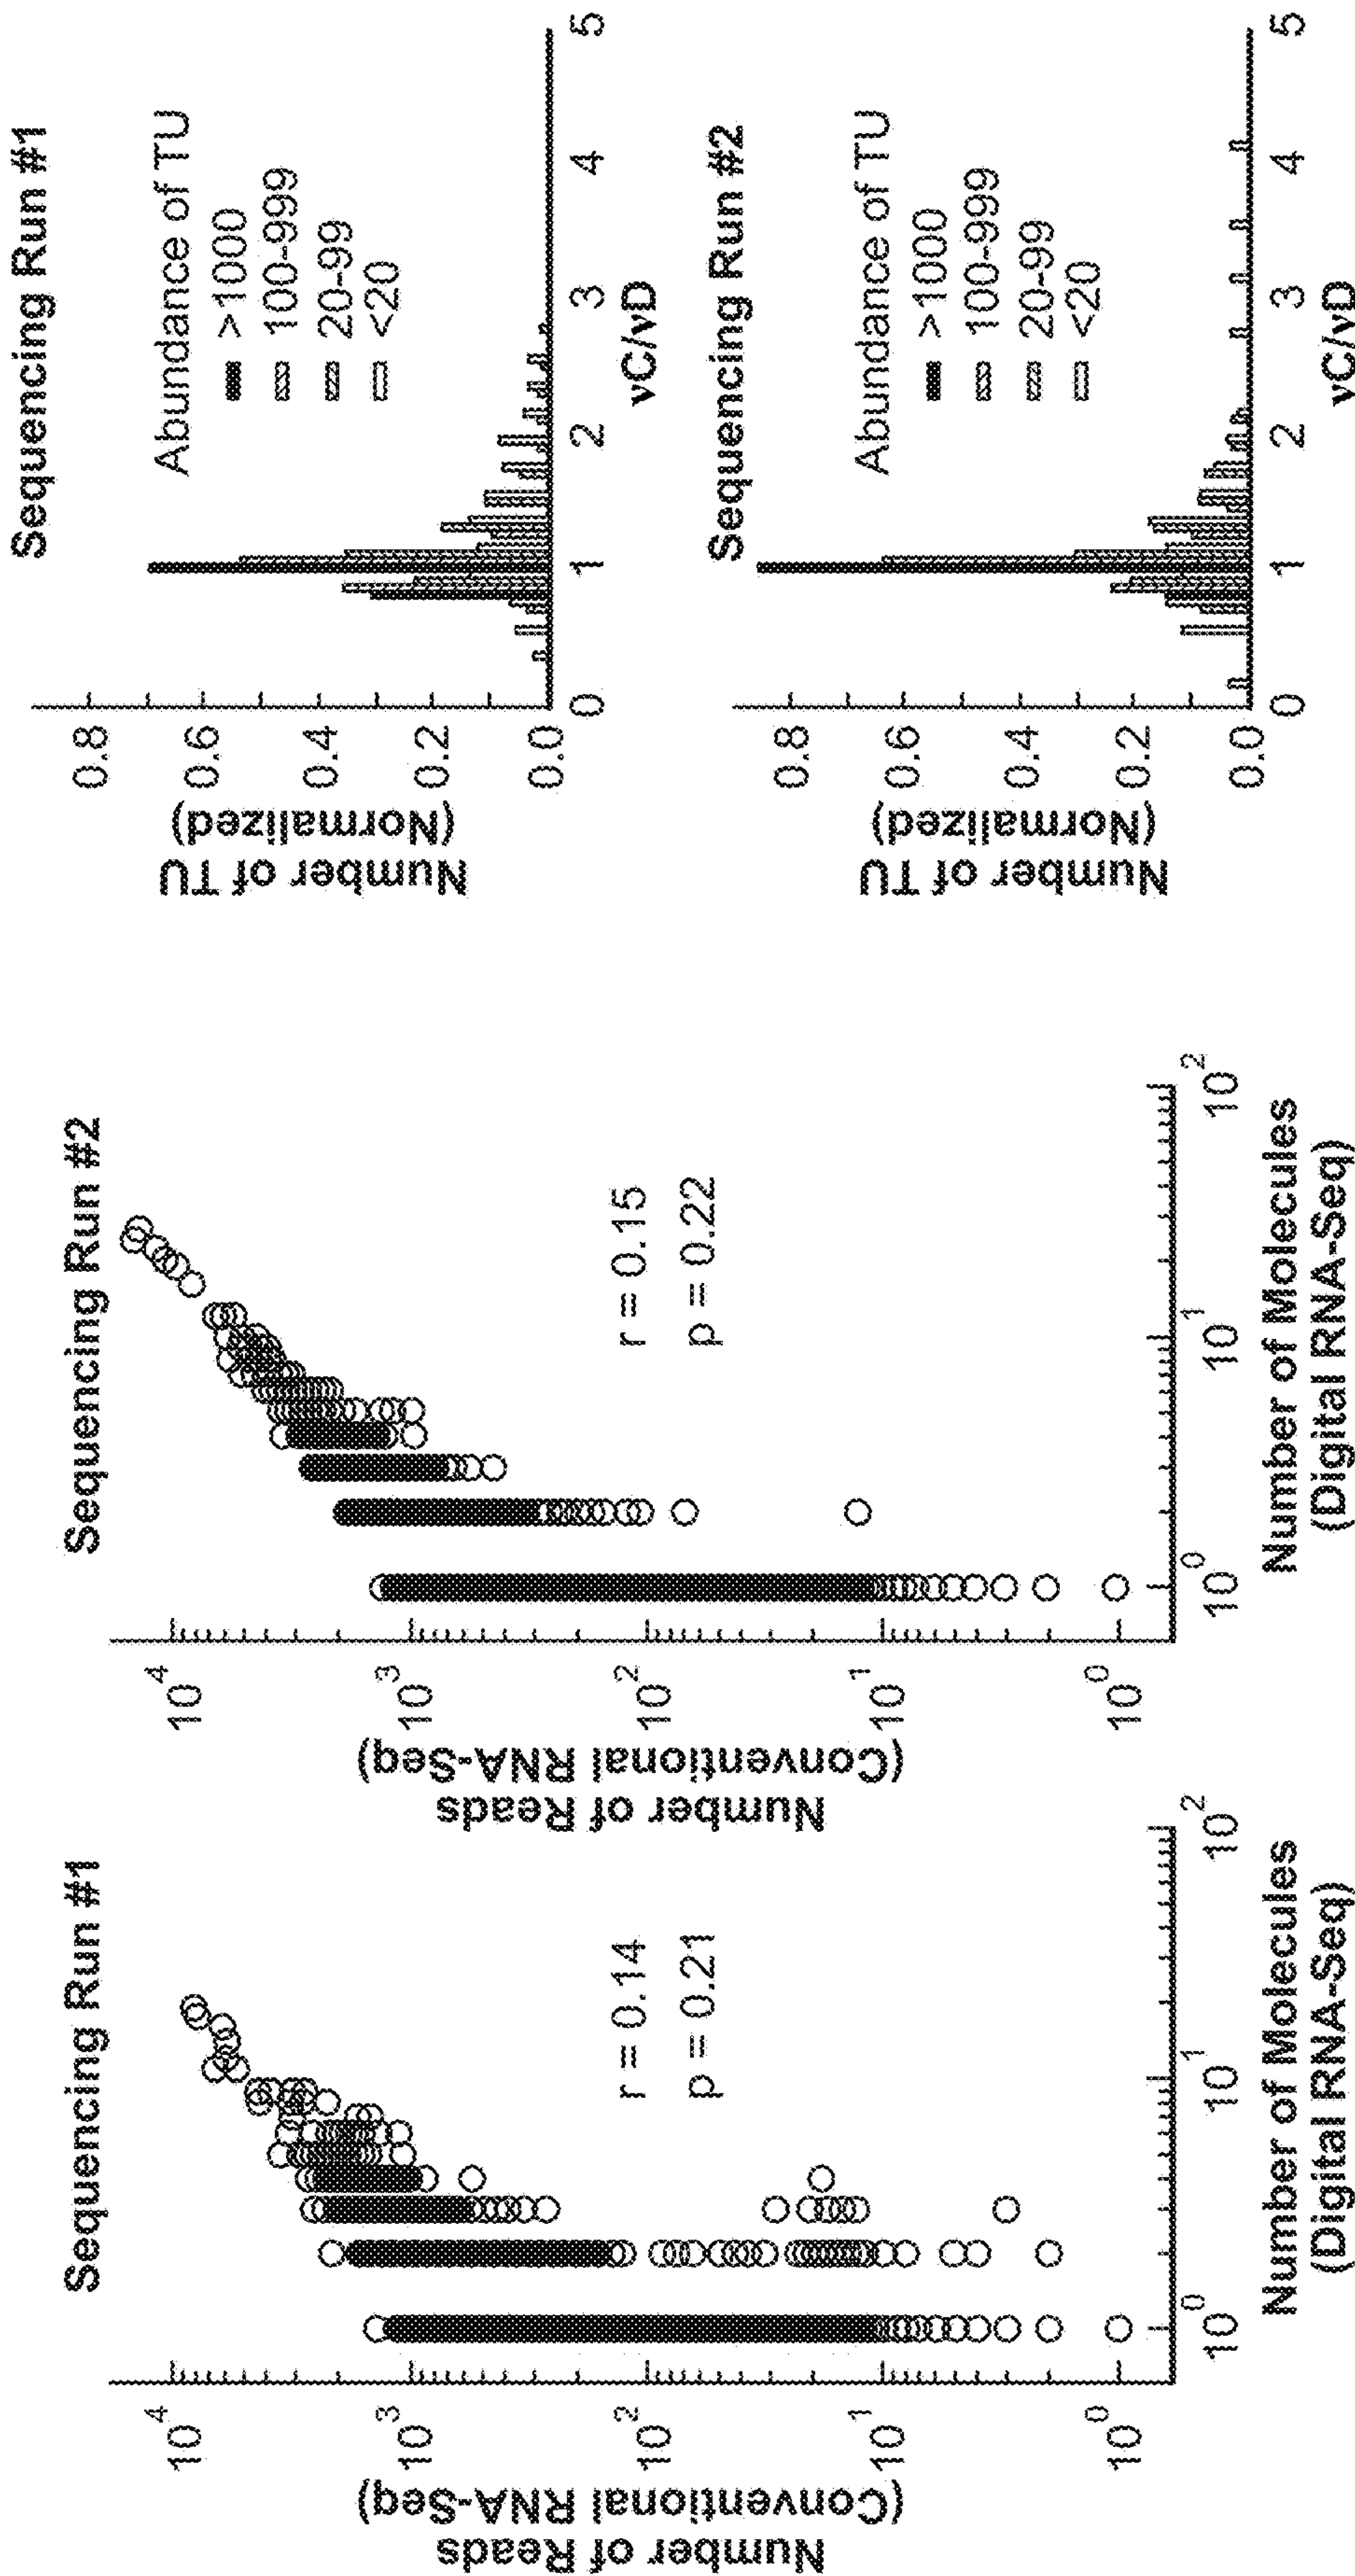 Sequencing Run #1
10^4
10^3
10^2
10^1
10^0
Number of Reads
(Conventional RNA-Seq)
r = 0.14
p = 0.21
10^0
10^1
10^2
Number of Molecules
(Digital RNA-Seq)
Sequencing Run #2
10^4
10^3
10^2
10^1
10^0
Number of Reads
(Conventional RNA-Seq)
r = 0.15
p = 0.22
10^0
10^1
10^2
Number of Molecules
(Digital RNA-Seq)
Sequencing Run #1
Number of TU
(Normalized)
0.8
0.6
0.4
0.2
0.0
Abundance of TU
>1000
100-999
20-99
<20
0 1 2 3 4 5
vC/vD
Sequencing Run #2
Number of TU
(Normalized)
0.8
0.6
0.4
0.2
0.0
Abundance of TU
>1000
100-999
20-99
<20
0 1 2 3 4 5
vC/vD